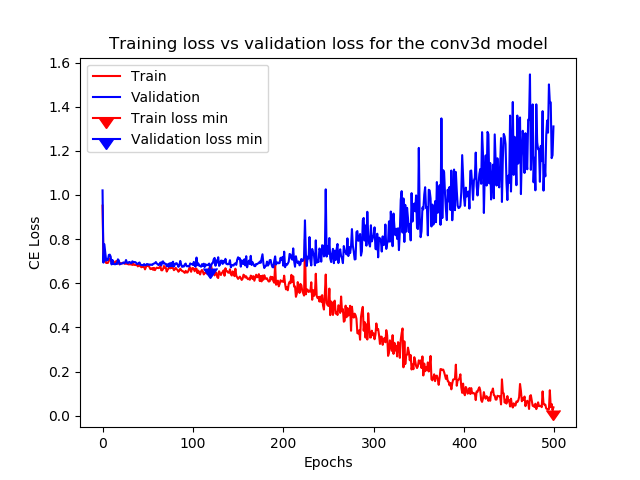 Training loss vs validation loss for the conv3d model
Train
Validation
Train loss min
Validation loss min
CE Loss
1.6
1.4
1.2
1.0
0.8
0.6
0.4
0.2
0.0
0
100
200
300
400
500
Epochs